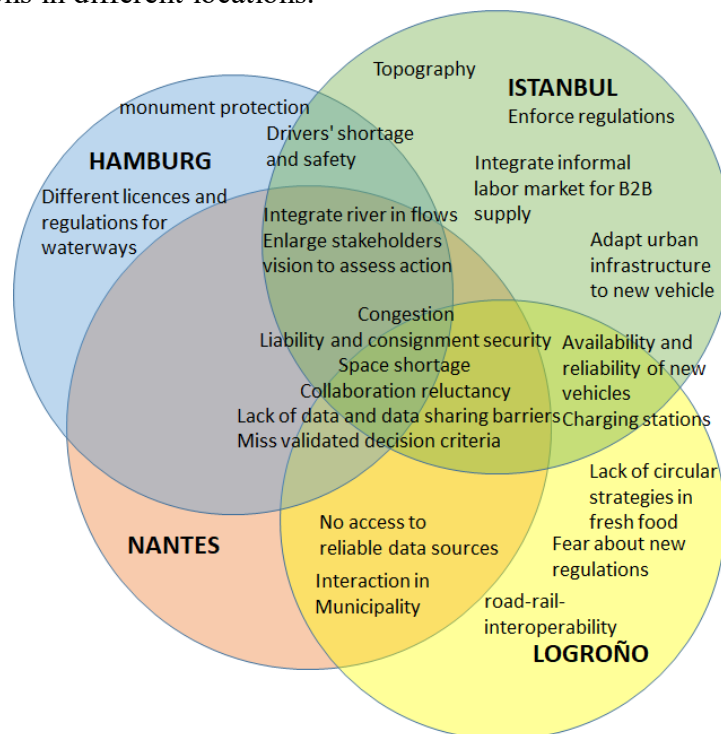 ons in different locations.
Topography
ISTANBUL
Enforce regulations
monument protection
Drivers' shortage
and safety
HAMBURG
Different licences and
regulations for
waterways
Integrate informal
labor market for B2B
supply
Integrate river in flows
Enlarge stakeholders
vision to assess action
Adapt urban
infrastructure
to new vehicle
Congestion
Liability and consignment security
Space shortage
Collaboration reluctancy
Lack of data and data sharing barriers
Miss validated decision criteria
Availability and
reliability of new
vehicles
Charging stations
Lack of circular
strategies in
fresh food
Fear about new
regulations
NANTES
No access to
reliable data sources
Interaction in
Municipality
road-rail-
interoperability
LOGROÑO